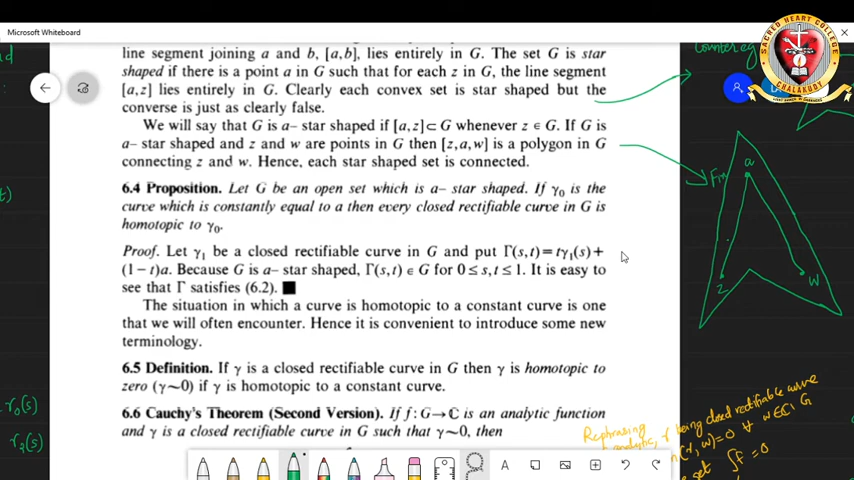 Microsoft Whiteboard
SACRED HEART COLLEGE
CHALAKUDY
line segment joining a and b, [a,b], lies entirely in G. The set G is star
shaped if there is a point a in G such that for each z in G, the line segment
[a,z] lies entirely in G. Clearly each convex set is star shaped but the
converse is just as clearly false.
We will say that G is a– star shaped if [a,z]⊂ G whenever z ∈ G. If G is
a– star shaped and z and w are points in G then [z,a,w] is a polygon in G
connecting z and w. Hence, each star shaped set is connected.
6.4 Proposition. Let G be an open set which is a– star shaped. If γ₀ is the
curve which is constantly equal to a then every closed rectifiable curve in G is
homotopic to γ₀.
Proof. Let γ₁ be a closed rectifiable curve in G and put Γ(s,t)=tγ₁(s)+
(1−t)a. Because G is a– star shaped, Γ(s,t) ∈ G for 0≤s,t≤1. It is easy to
see that Γ satisfies (6.2). ■
The situation in which a curve is homotopic to a constant curve is one
that we will often encounter. Hence it is convenient to introduce some new
terminology.
6.5 Definition. If γ is a closed rectifiable curve in G then γ is homotopic to
zero (γ∼0) if γ is homotopic to a constant curve.
6.6 Cauchy's Theorem (Second Version). If f: G→ℂ is an analytic function
and γ is a closed rectifiable curve in G such that γ∼0, then
a
z
w
γ₀(s)
Rephrasing
analytic, γ being closed rectifiable curve
∫f = 0
A